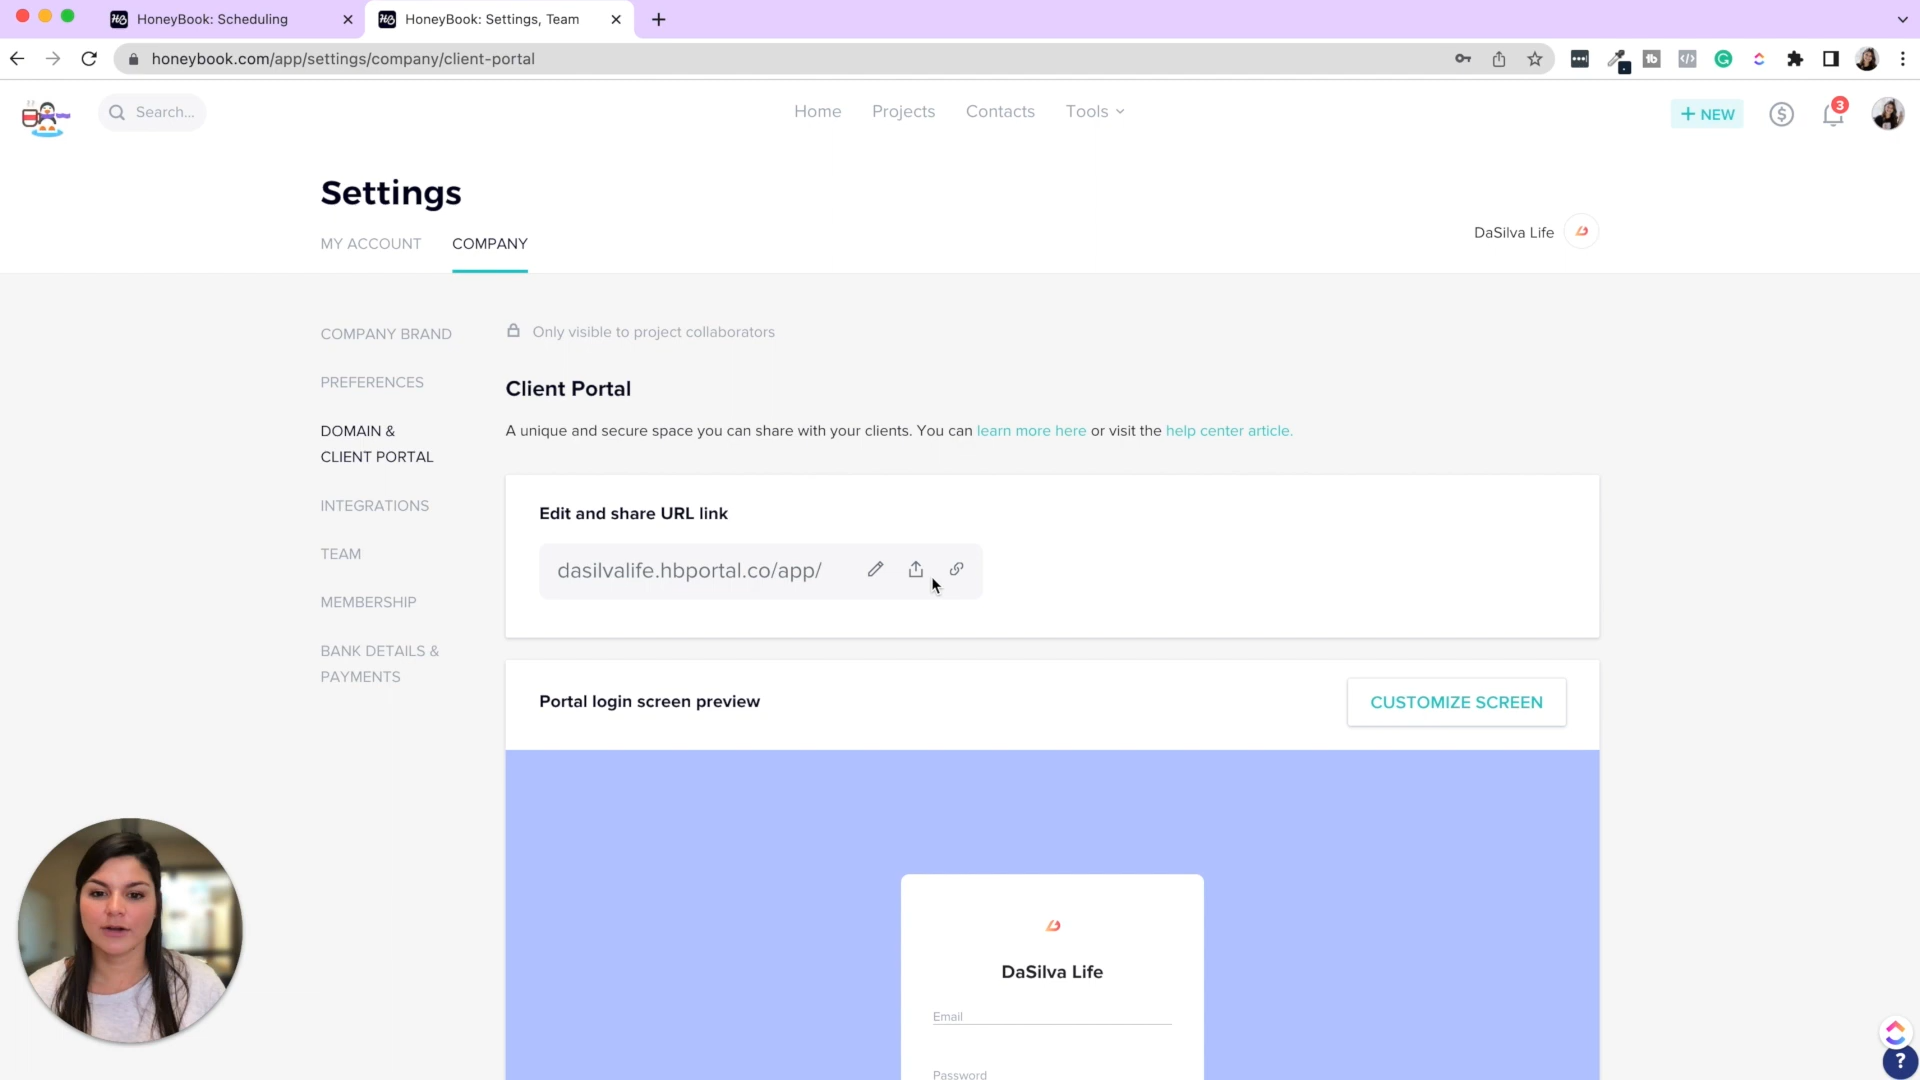 HoneyBook: Scheduling
HoneyBook: Settings, Team
honeybook.com/app/settings/company/client-portal
Search...
Home
Projects
Contacts
Tools
+ NEW
3
Settings
MY ACCOUNT
COMPANY
DaSilva Life
COMPANY BRAND
PREFERENCES
DOMAIN &
CLIENT PORTAL
INTEGRATIONS
TEAM
MEMBERSHIP
BANK DETAILS &
PAYMENTS
Only visible to project collaborators
Client Portal
A unique and secure space you can share with your clients. You can learn more here or visit the help center article.
Edit and share URL link
dasilvalife.hbportal.co/app/
Portal login screen preview
CUSTOMIZE SCREEN
DaSilva Life
Email
Password
?